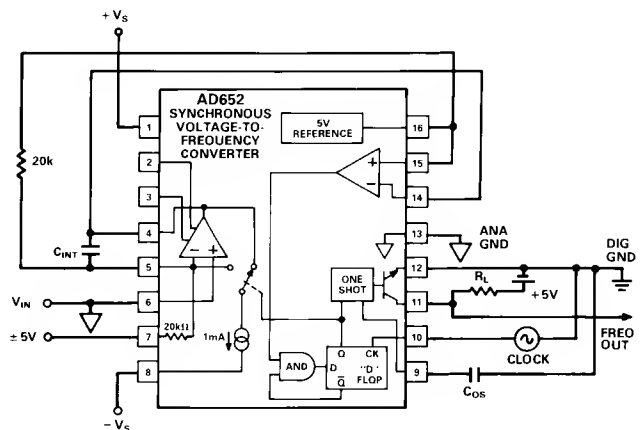 + VS
AD652
SYNCHRONOUS
VOLTAGE-TO-
FREQUENCY
CONVERTER
5V
REFERENCE
1
2
3
4
5
6
7
8
16
15
14
13
12
11
10
9
20k
CINT
VIN
± 5V
− VS
+
−
−
+
20kΩ
1mA
ONE
SHOT
AND
Q
CK
D
"D"
Q
FLOP
ANA
GND
DIG
GND
RL
+5V
FREQ
OUT
CLOCK
COS